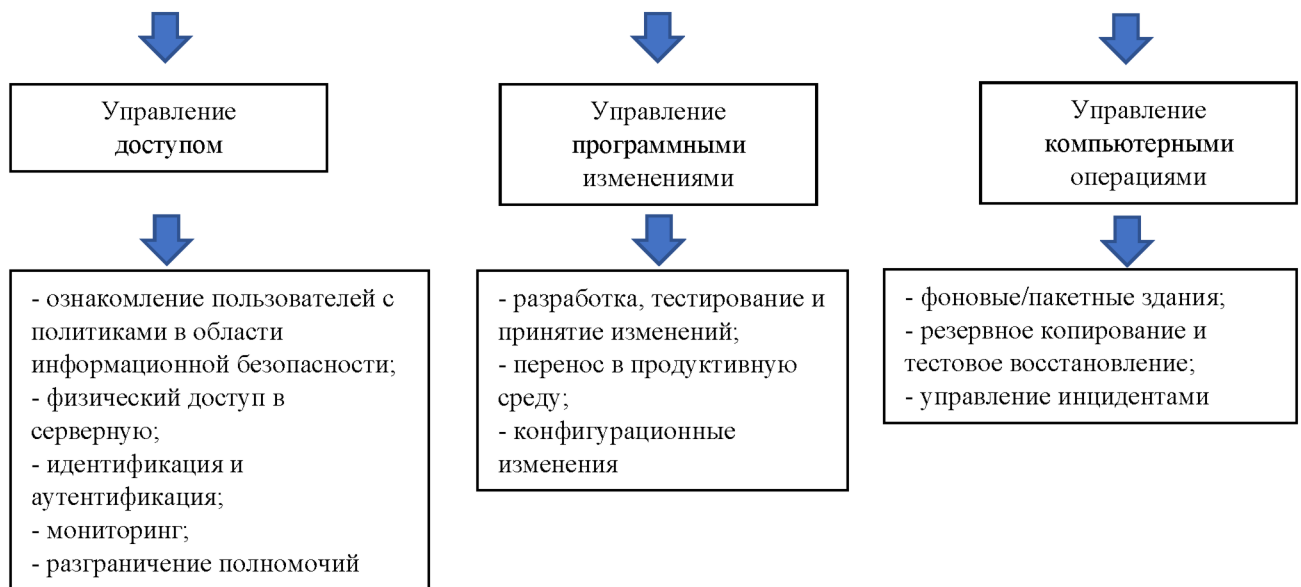 Управление
доступом
Управление
программными
изменениями
Управление
компьютерными
операциями
- ознакомление пользователей с
политиками в области
информационной безопасности;
- физический доступ в
серверную;
- идентификация и
аутентификация;
- мониторинг;
- разграничение полномочий
- разработка, тестирование и
принятие изменений;
- перенос в продуктивную
среду;
- конфигурационные
изменения
- фоновые/пакетные здания;
- резервное копирование и
тестовое восстановление;
- управление инцидентами